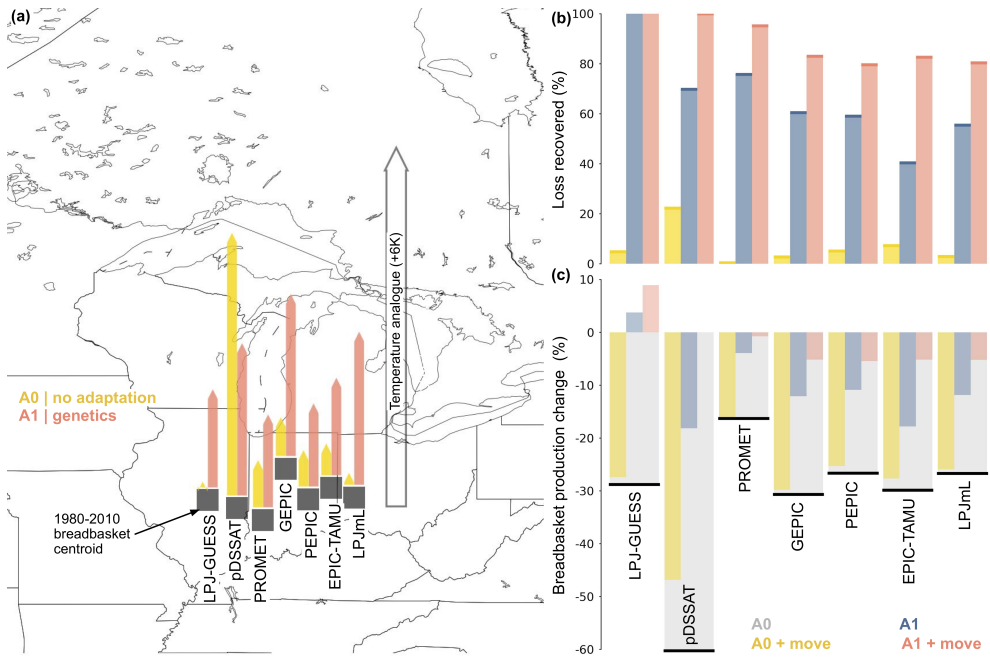 (a)
Temperature analogue (+6K)
A0 | no adaptation
A1 | genetics
1980-2010
breadbasket
centroid
LPJ-GUESS
pDSSAT
PROMET
GEPIC
PEPIC
EPIC-TAMU
LPJmL
(b)
Loss recovered (%)
100
80
60
40
20
0
(c)
Breadbasket production change (%)
10
0
-10
-20
-30
-40
-50
-60
LPJ-GUESS
pDSSAT
PROMET
GEPIC
PEPIC
EPIC-TAMU
LPJmL
A0
A1
A0 + move
A1 + move